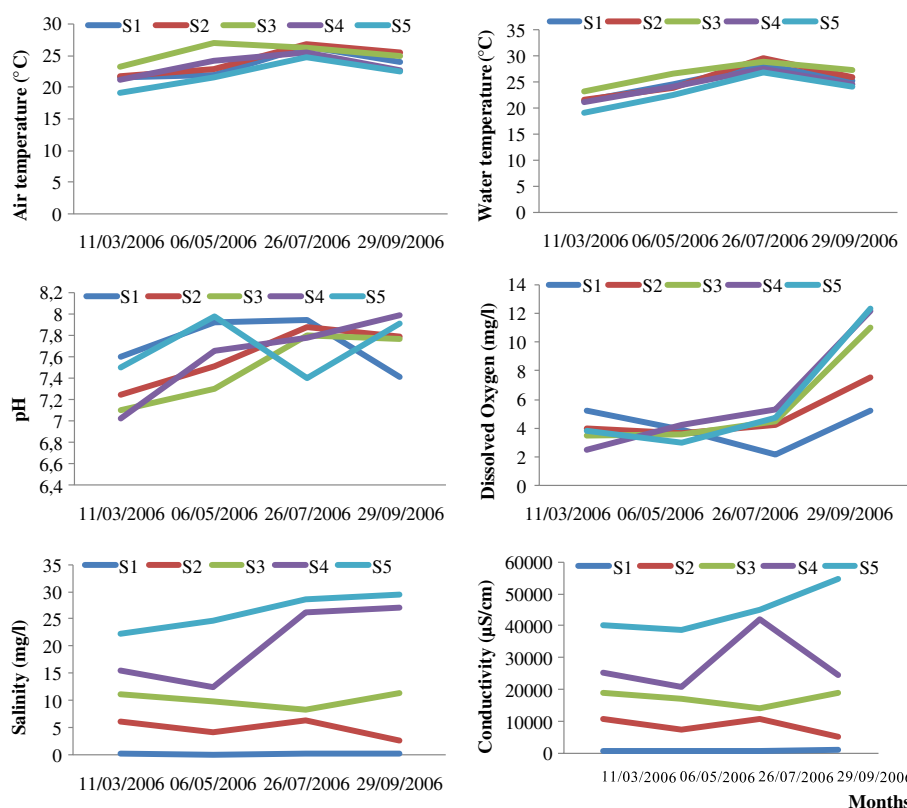 S1 S2 S3 S4 S5
Air temperature (°C)
30
25
20
15
10
5
0
11/03/2006 06/05/2006 26/07/2006 29/09/2006
S1 S2 S3 S4 S5
Water temperature (°C)
35
30
25
20
15
10
5
0
11/03/2006 06/05/2006 26/07/2006 29/09/2006
S1 S2 S3 S4 S5
pH
8,2
8
7,8
7,6
7,4
7,2
7
6,8
6,6
6,4
11/03/2006 06/05/2006 26/07/2006 29/09/2006
S1 S2 S3 S4 S5
Dissolved Oxygen (mg/l)
14
12
10
8
6
4
2
0
11/03/2006 06/05/2006 26/07/2006 29/09/2006
S1 S2 S3 S4 S5
Salinity (mg/l)
35
30
25
20
15
10
5
0
11/03/2006 06/05/2006 26/07/2006 29/09/2006
S1 S2 S3 S4 S5
Conductivity (µS/cm)
60000
50000
40000
30000
20000
10000
0
11/03/2006 06/05/2006 26/07/2006 29/09/2006
Months